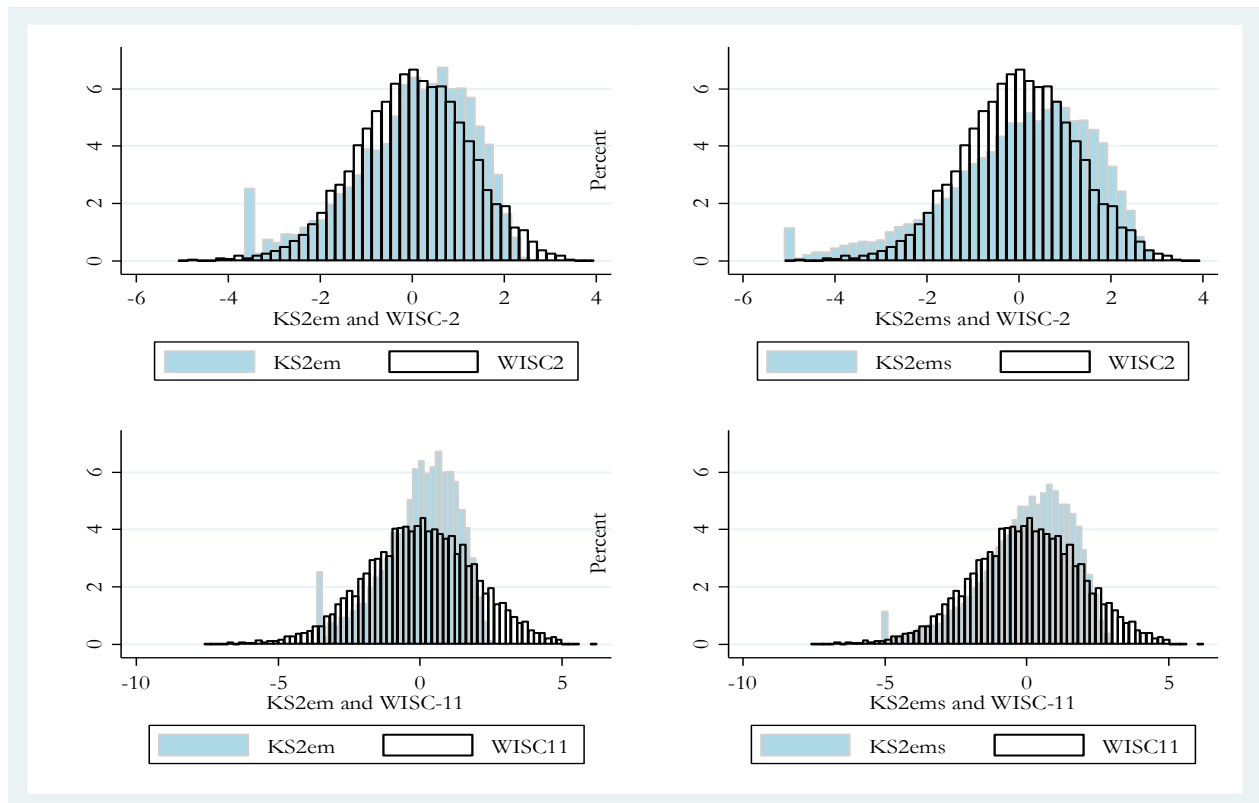 6
4
2
0
-6 -4 -2 0 2 4
KS2em and WISC-2
KS2em WISC2
Percent
6
4
2
0
-6 -4 -2 0 2 4
KS2ems and WISC-2
KS2ems WISC2
6
4
2
0
-10 -5 0 5
KS2em and WISC-11
KS2em WISC11
Percent
6
4
2
0
-10 -5 0 5
KS2ems and WISC-11
KS2ems WISC11